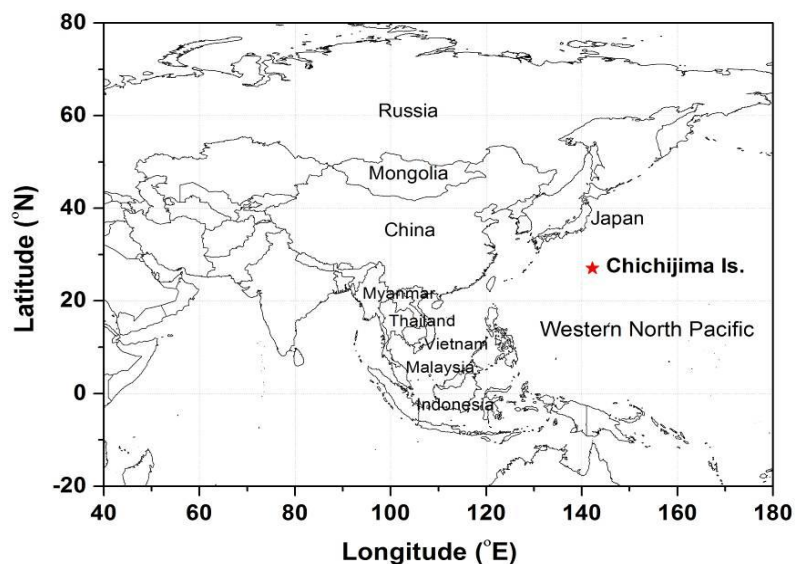 80
60
40
20
0
-20
Latitude (°N)
Russia
Mongolia
China
Japan
Chichijima Is.
Myanmar
Thailand
Vietnam
Western North Pacific
Malaysia
Indonesia
40 60 80 100 120 140 160 180
Longitude (°E)